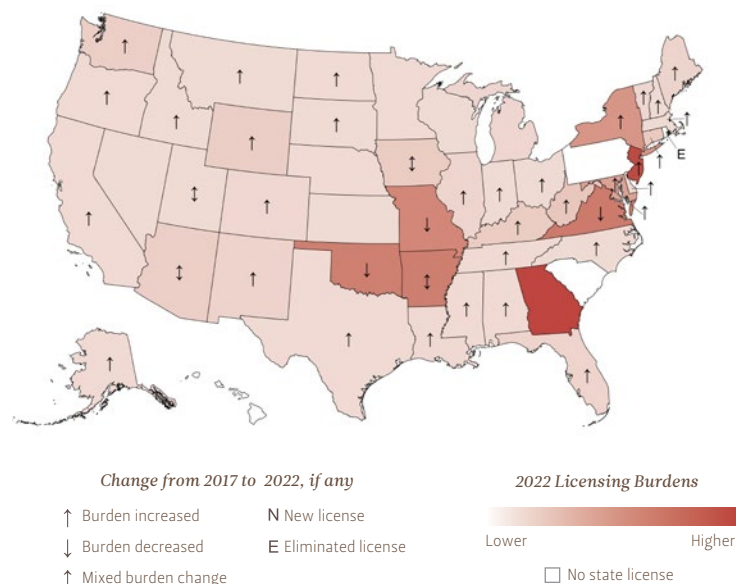 E
Change from 2017 to 2022, if any
Burden increased
Burden decreased
Mixed burden change
N New license
E Eliminated license
2022 Licensing Burdens
Lower
Higher
No state license